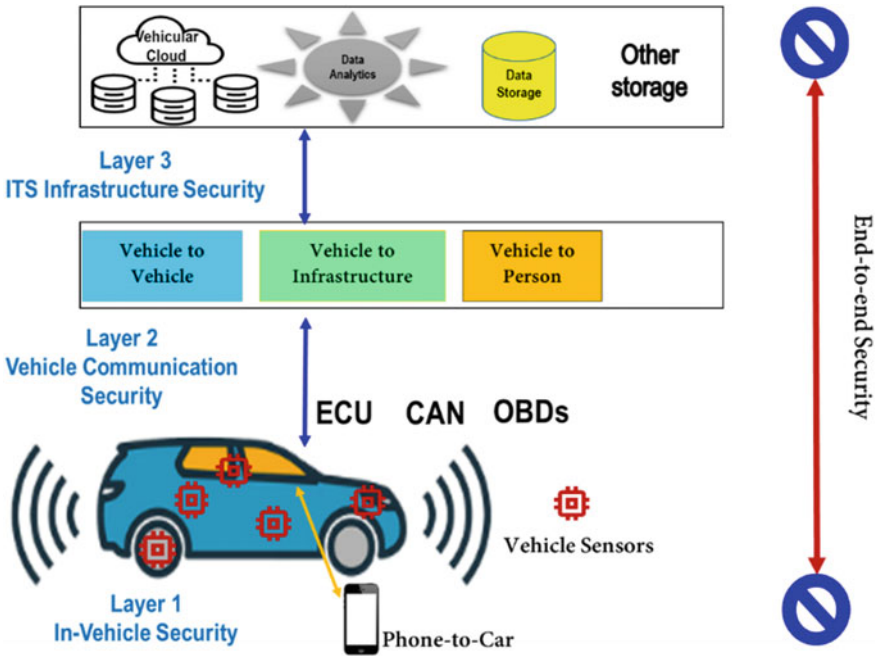 Vehicular
Cloud
Data
Analytics
Data
Storage
Other
storage
Layer 3
ITS Infrastructure Security
Vehicle to
Vehicle
Vehicle to
Infrastructure
Vehicle to
Person
End-to-end Security
Layer 2
Vehicle Communication
Security
ECU CAN OBDs
Vehicle Sensors
Layer 1
In-Vehicle Security
Phone-to-Car